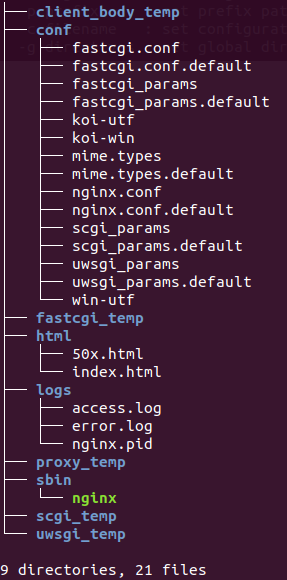 ├── client_body_temp
├── conf
│   ├── fastcgi.conf
│   ├── fastcgi.conf.default
│   ├── fastcgi_params
│   ├── fastcgi_params.default
│   ├── koi-utf
│   ├── koi-win
│   ├── mime.types
│   ├── mime.types.default
│   ├── nginx.conf
│   ├── nginx.conf.default
│   ├── scgi_params
│   ├── scgi_params.default
│   ├── uwsgi_params
│   ├── uwsgi_params.default
│   └── win-utf
├── fastcgi_temp
├── html
│   ├── 50x.html
│   └── index.html
├── logs
│   ├── access.log
│   ├── error.log
│   └── nginx.pid
├── proxy_temp
├── sbin
│   └── nginx
├── scgi_temp
└── uwsgi_temp
9 directories, 21 files